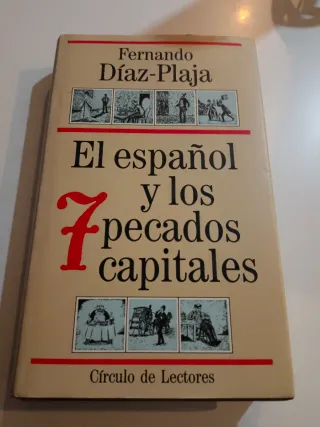 Fernando
Díaz-Plaja
El español
y los
7 pecados
capitales
Círculo de Lectores